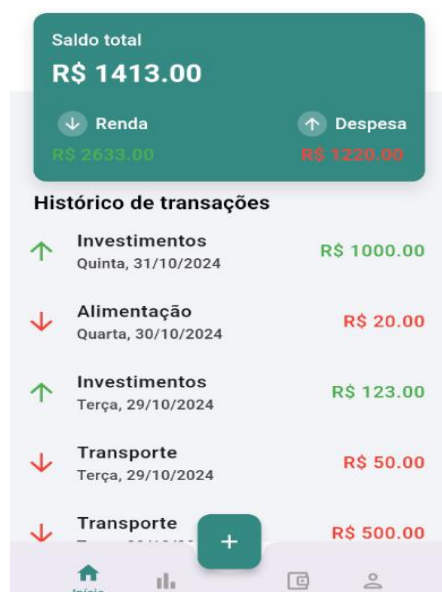 Saldo total
R$ 1413.00
Renda
Despesa
R$ 2633.00
R$ 1220.00
Histórico de transações
Investimentos
R$ 1000.00
Quinta, 31/10/2024
Alimentação
R$ 20.00
Quarta, 30/10/2024
Investimentos
R$ 123.00
Terça, 29/10/2024
Transporte
R$ 50.00
Terça, 29/10/2024
Transporte
R$ 500.00
+
Início